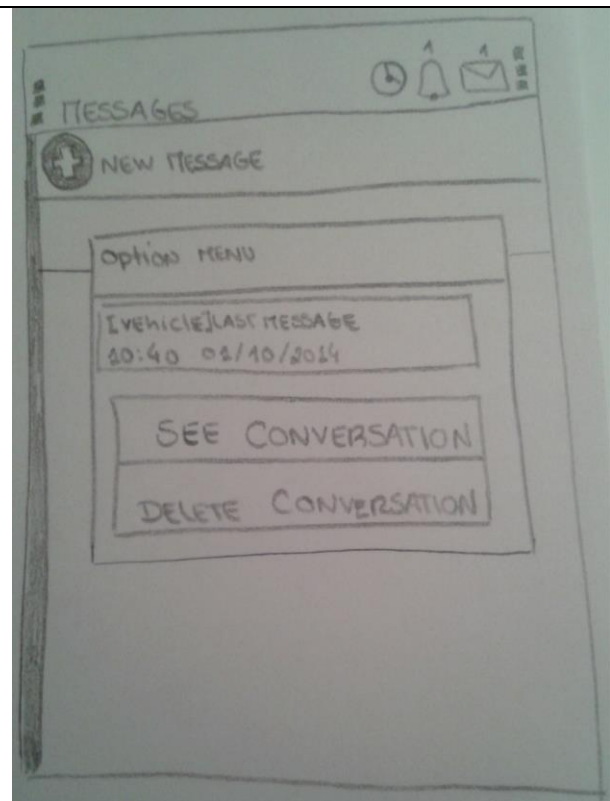 1 1
MESSAGES
NEW MESSAGE
Option MENU
[Vehicle]LAST MESSAGE
10:40 01/10/2014
SEE CONVERSATION
DELETE CONVERSATION